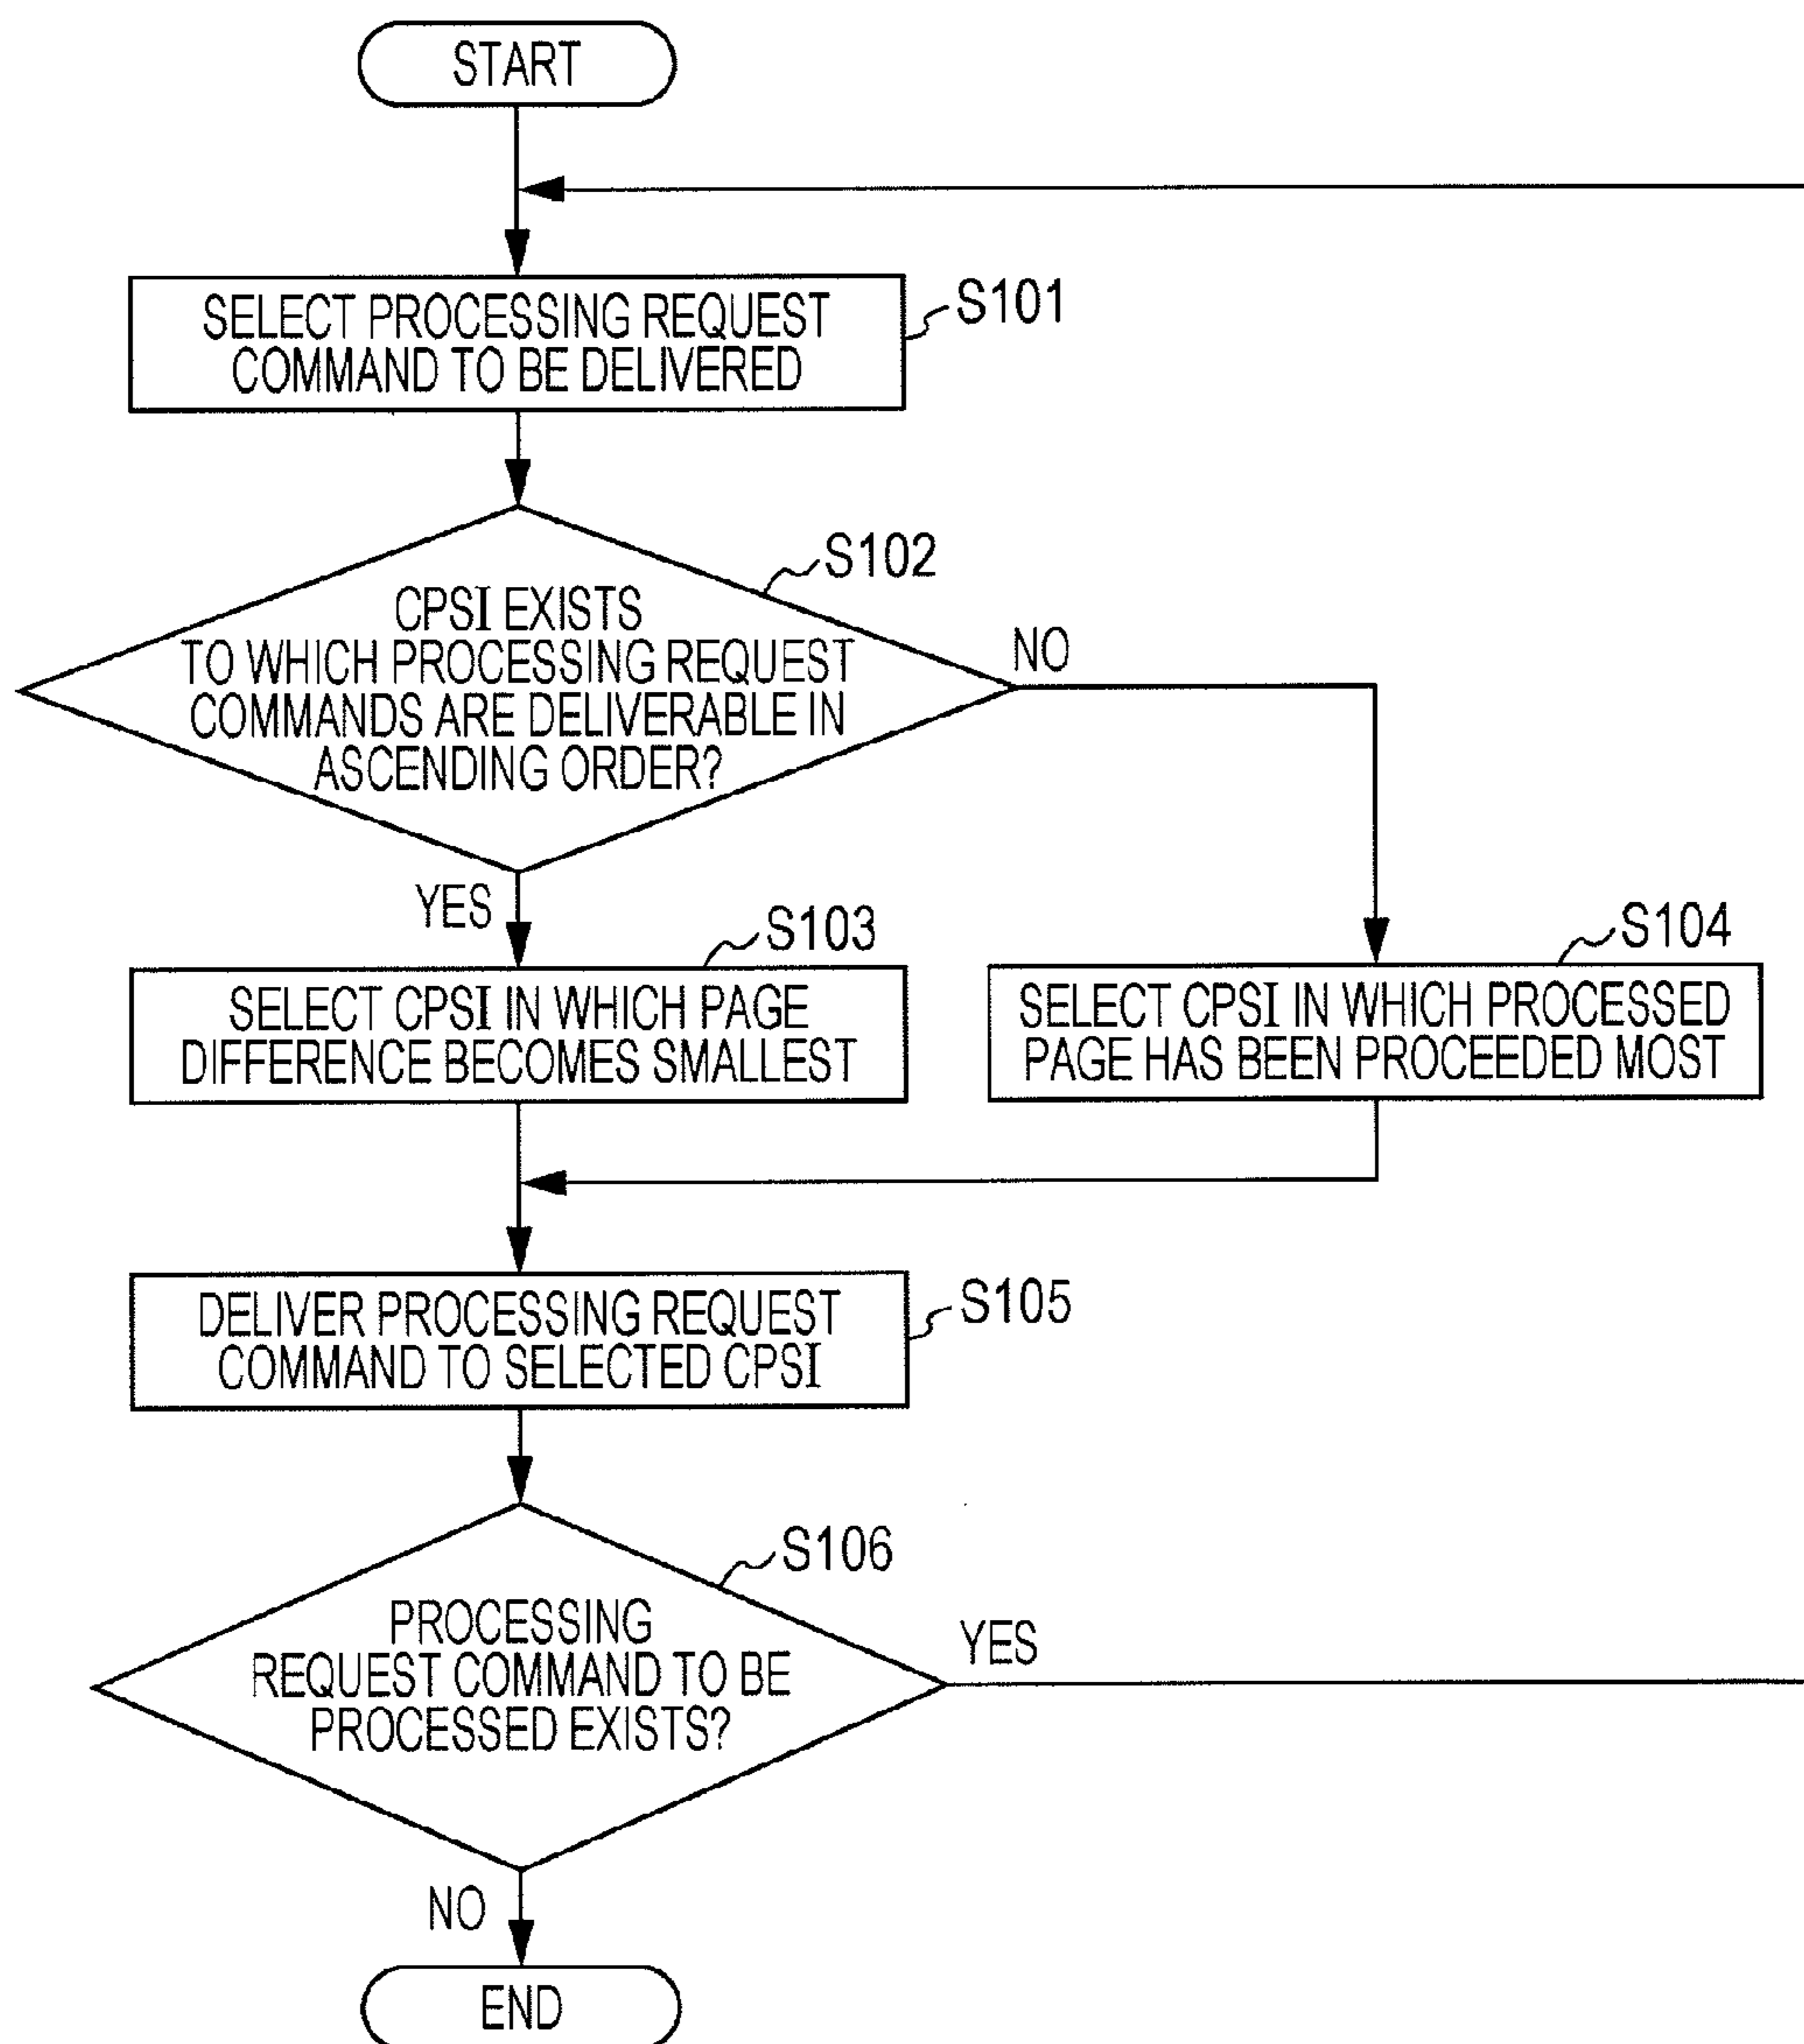 START
SELECT PROCESSING REQUEST
COMMAND TO BE DELIVERED
S101
S102
CPSI EXISTS
TO WHICH PROCESSING REQUEST
COMMANDS ARE DELIVERABLE IN
ASCENDING ORDER?
NO
YES
S103
SELECT CPSI IN WHICH PAGE
DIFFERENCE BECOMES SMALLEST
S104
SELECT CPSI IN WHICH PROCESSED
PAGE HAS BEEN PROCEEDED MOST
DELIVER PROCESSING REQUEST
COMMAND TO SELECTED CPSI
S105
S106
PROCESSING
REQUEST COMMAND TO BE
PROCESSED EXISTS?
YES
NO
END